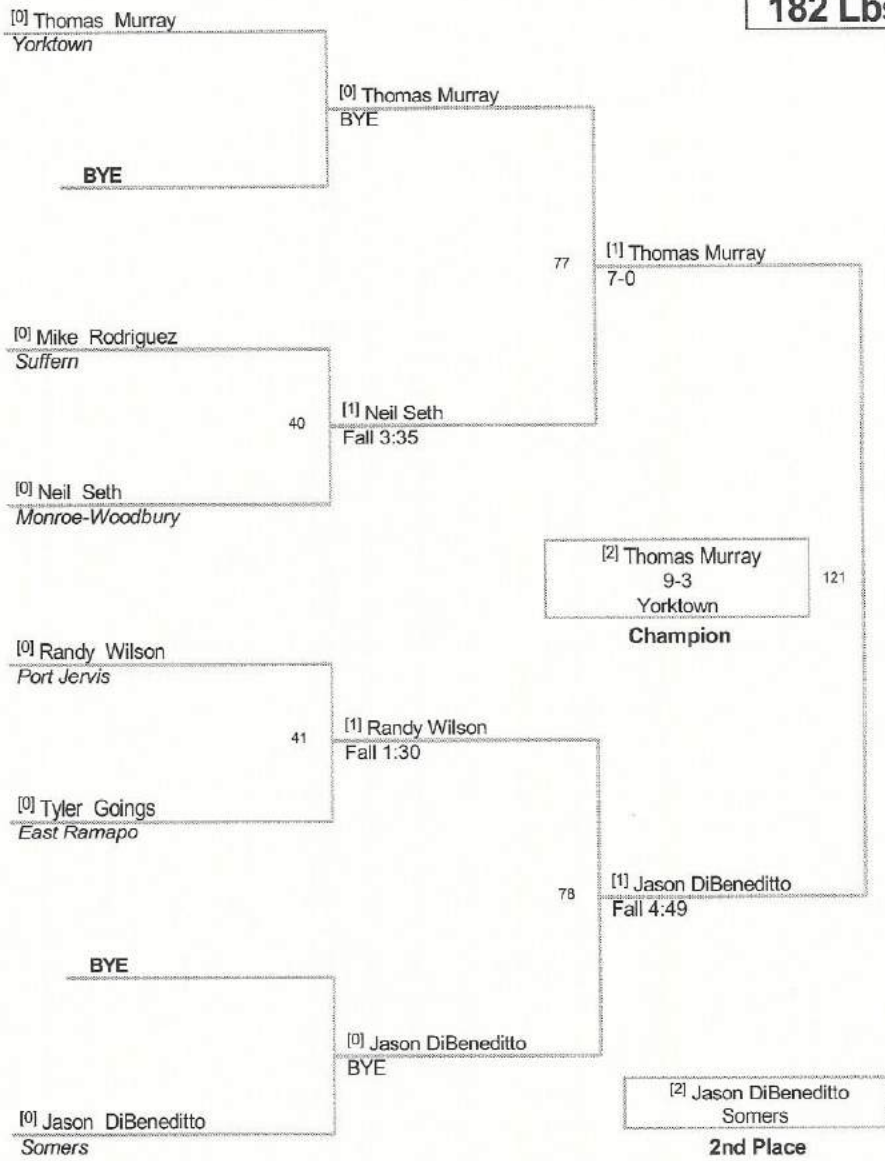 182 Lbs
[0] Thomas Murray
Yorktown
[0] Thomas Murray
BYE
BYE
77
[1] Thomas Murray
7-0
[0] Mike Rodriguez
Suffern
40
[1] Neil Seth
Fall 3:35
[0] Neil Seth
Monroe-Woodbury
[2] Thomas Murray
9-3
Yorktown
121
Champion
[0] Randy Wilson
Port Jervis
41
[1] Randy Wilson
Fall 1:30
[0] Tyler Goings
East Ramapo
78
[1] Jason DiBeneditto
Fall 4:49
BYE
[0] Jason DiBeneditto
BYE
[2] Jason DiBeneditto
Somers
2nd Place
[0] Jason DiBeneditto
Somers